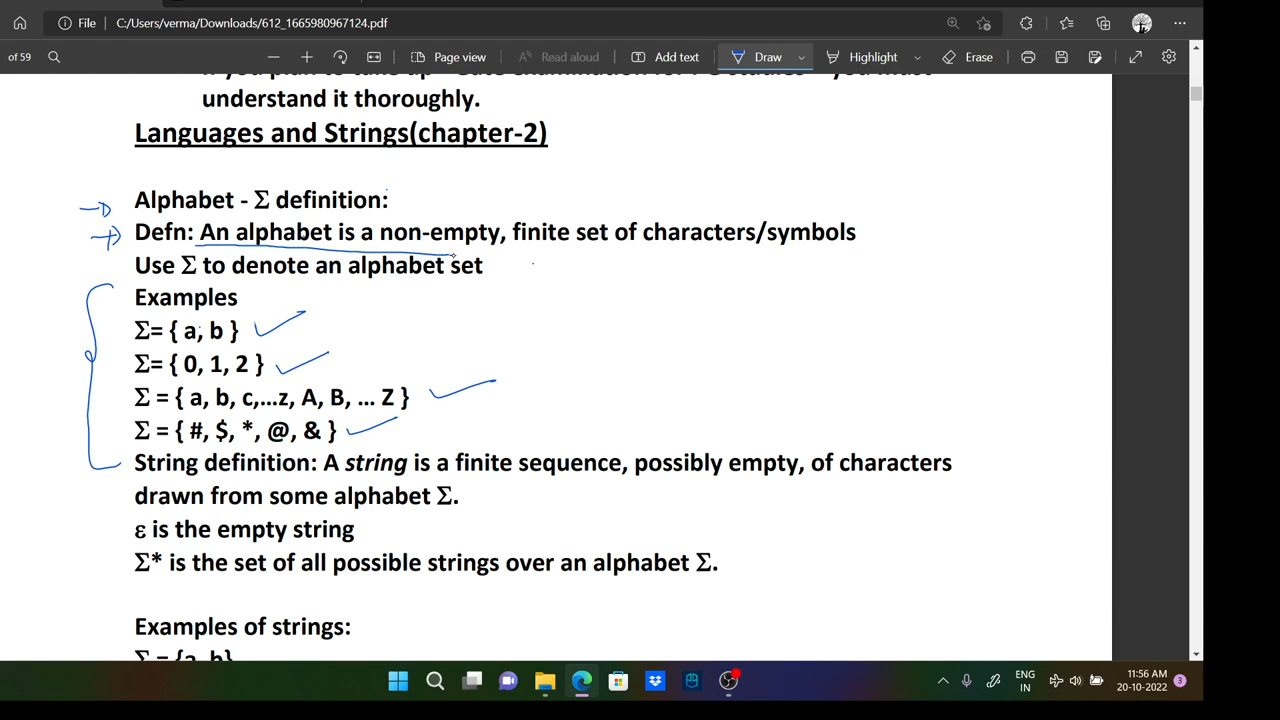 File C:/Users/verma/Downloads/612_1665980967124.pdf
of 59 Page view Read aloud Add text Draw Highlight Erase
understand it thoroughly.
Languages and Strings(chapter-2)
Alphabet - Σ definition:
Defn: An alphabet is a non-empty, finite set of characters/symbols
Use Σ to denote an alphabet set
Examples
Σ= { a, b }
Σ= { 0, 1, 2 }
Σ = { a, b, c,...z, A, B, ... Z }
Σ = { #, $, *, @, & }
String definition: A string is a finite sequence, possibly empty, of characters
drawn from some alphabet Σ.
ε is the empty string
Σ* is the set of all possible strings over an alphabet Σ.
Examples of strings:
Σ = {a, b}
ENG
IN
11:56 AM
20-10-2022
3